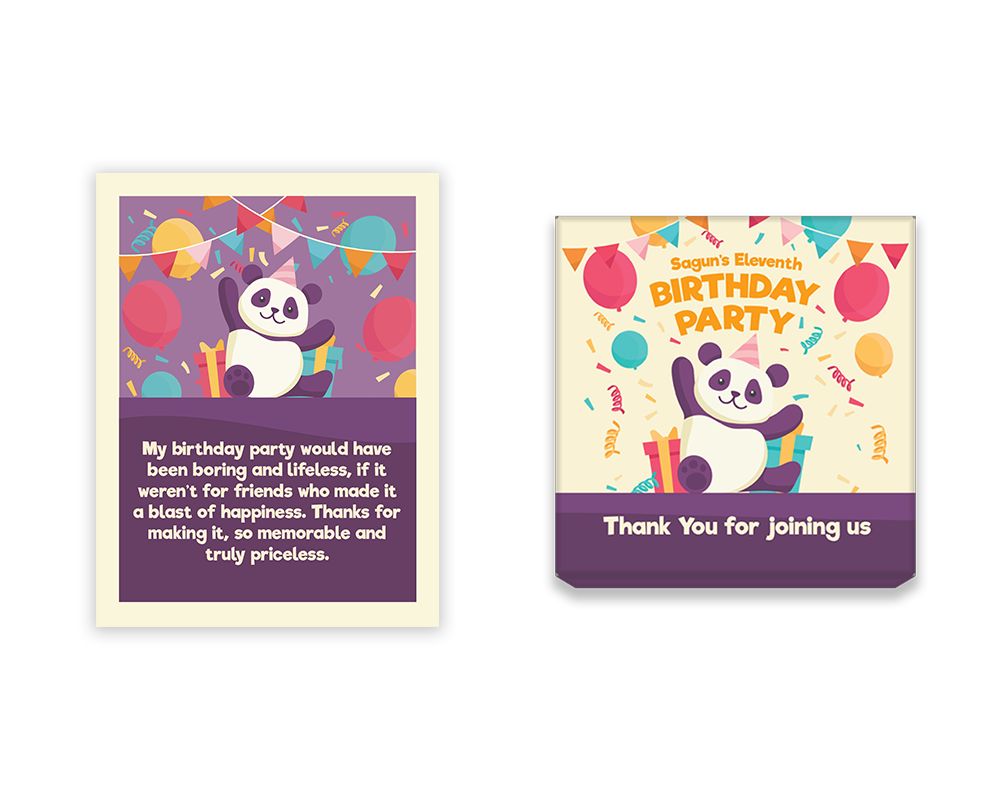 My birthday party would have
been boring and lifeless, if it
weren't for friends who made it
a blast of happiness. Thanks for
making it, so memorable and
truly priceless.
Sagun's Eleventh
BIRTHDAY
PARTY
Thank You for joining us